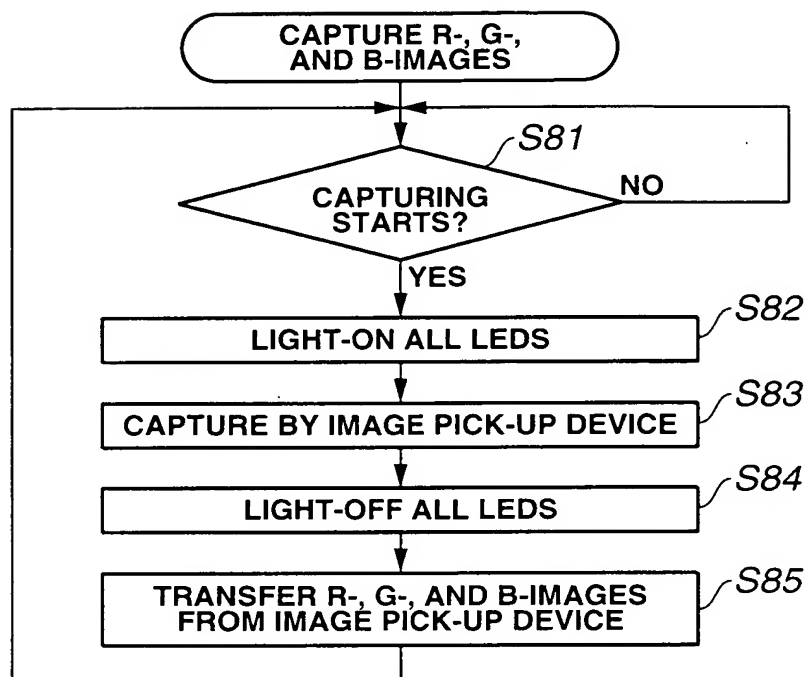 CAPTURE R-, G-,
AND B-IMAGES
S81
CAPTURING
STARTS?
NO
YES
S82
LIGHT-ON ALL LEDS
S83
CAPTURE BY IMAGE PICK-UP DEVICE
S84
LIGHT-OFF ALL LEDS
S85
TRANSFER R-, G-, AND B-IMAGES
FROM IMAGE PICK-UP DEVICE